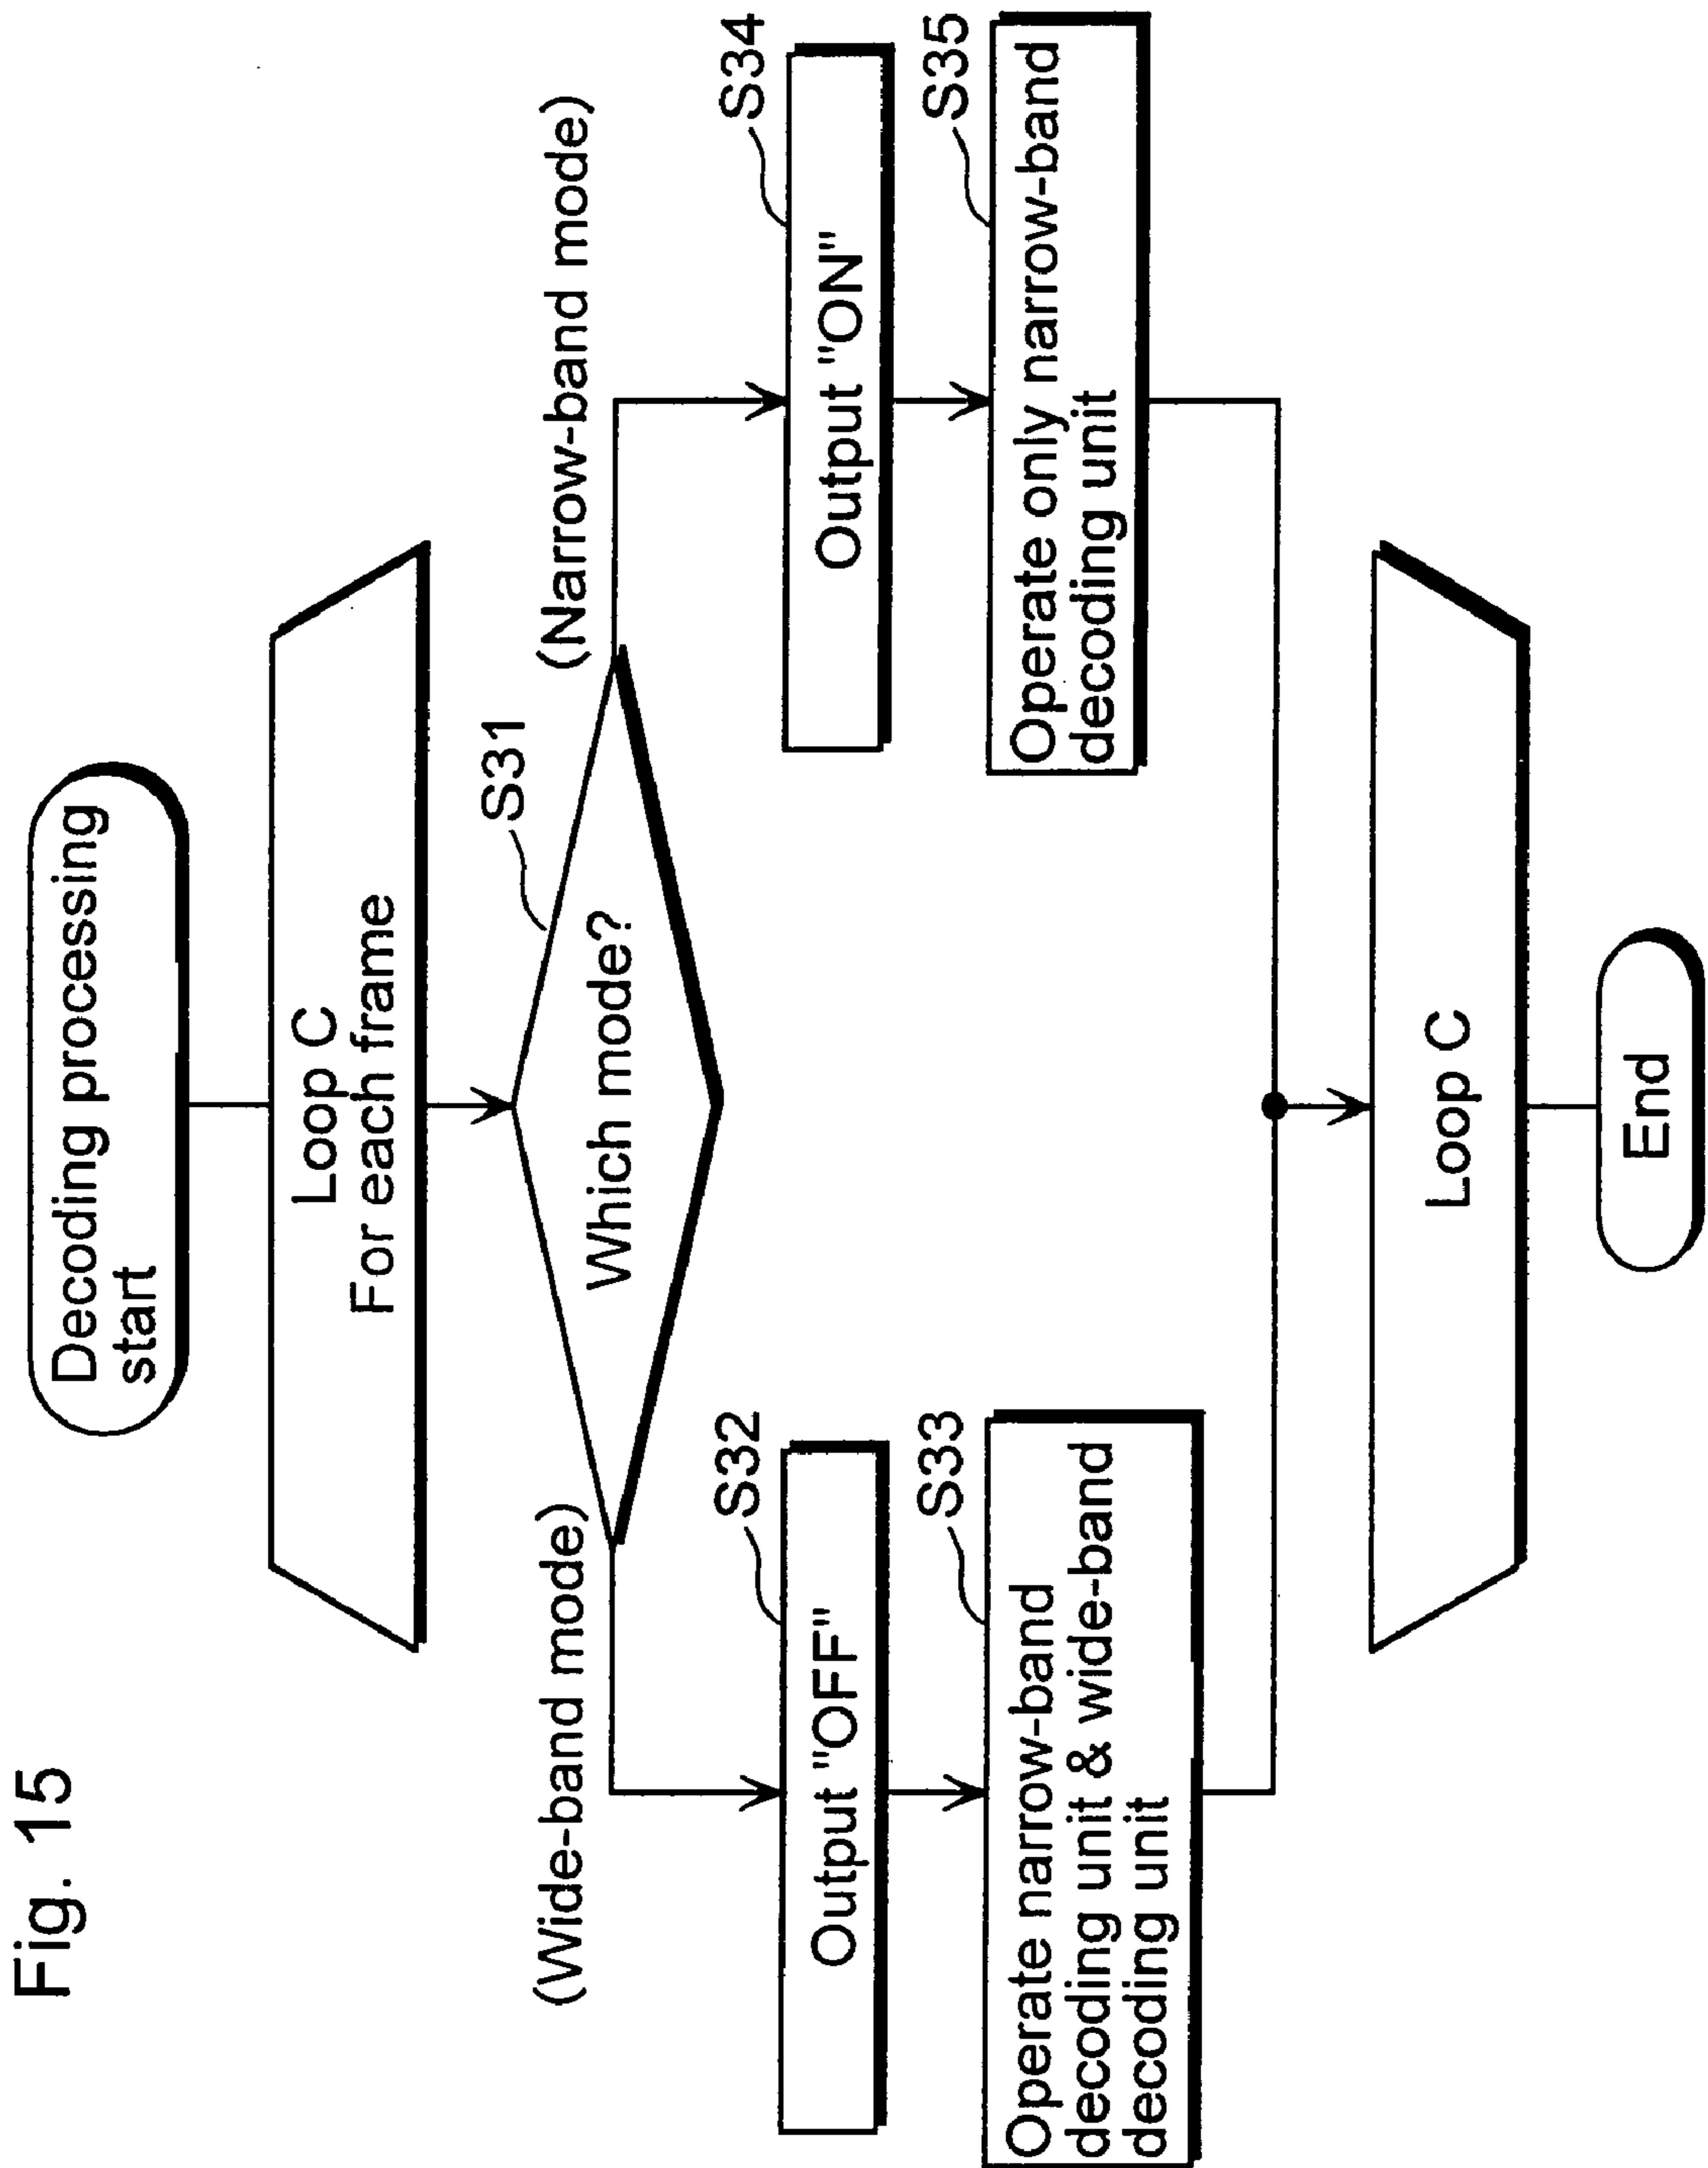 Fig. 15
Decoding processing
start
Loop C
For each frame
S31
Which mode?
(Wide-band mode)
(Narrow-band mode)
S32
Output "OFF"
S33
Operate narrow-band
decoding unit & wide-band
decoding unit
S34
Output "ON"
S35
Operate only narrow-band
decoding unit
Loop C
End